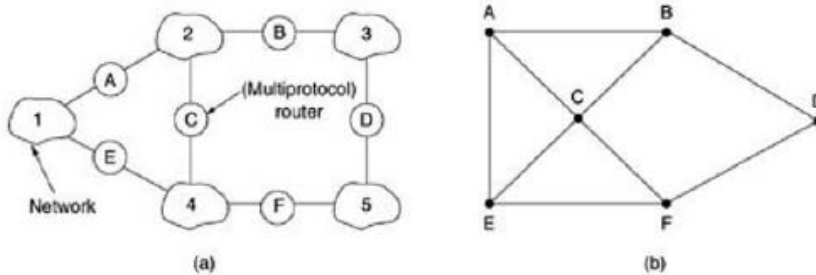 2 B 3
A
(Multiprotocol)
router
1 C D
E
Network
4 F 5
(a)
A B
C
D
E F
(b)